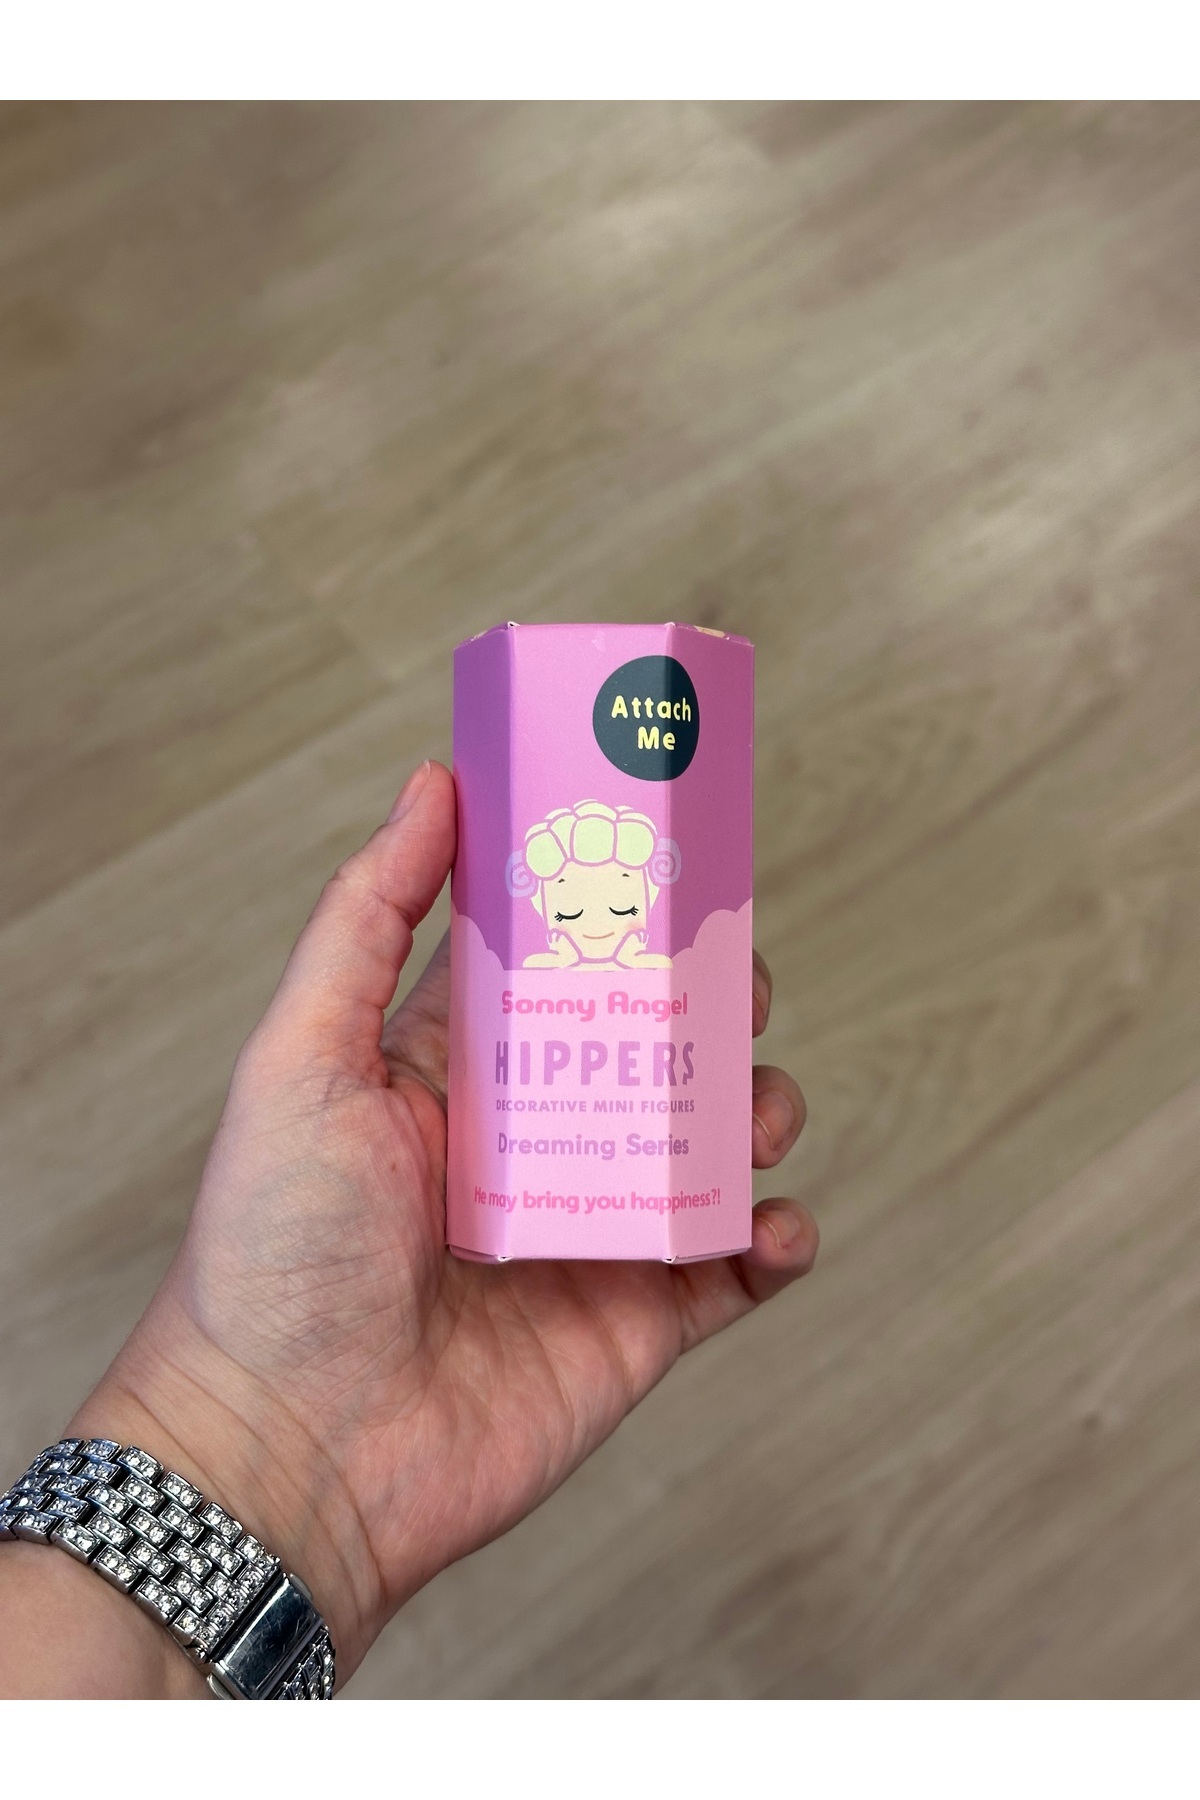 Attach
Me
Sonny Angel
HIPPERS
DECORATIVE MINI FIGURES
Dreaming Series
He may bring you happiness?!